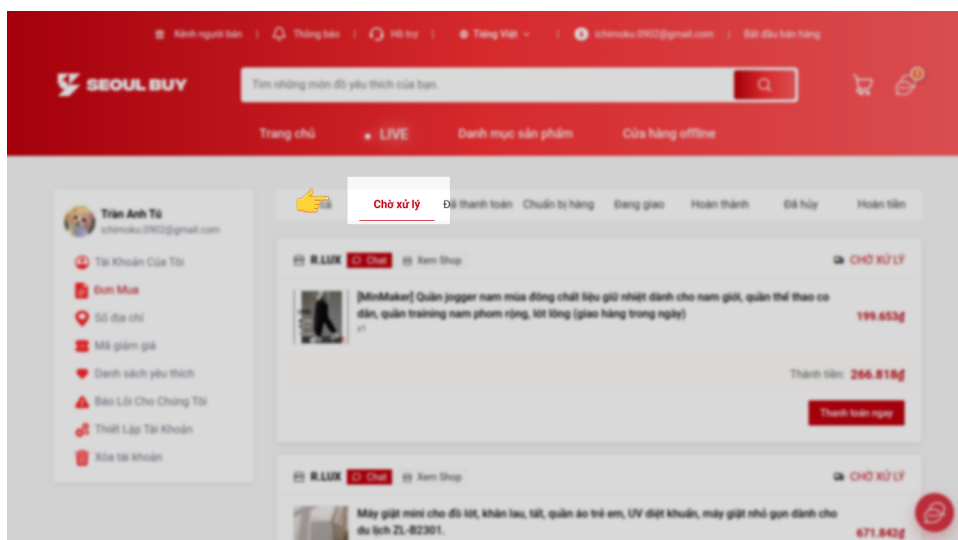 Kênh người bán | Thông báo | Hỗ trợ | Tiếng Việt | ichimoku.0902@gmail.com | Bắt đầu bán hàng
SEOUL BUY
Tìm những món đồ yêu thích của bạn.
Trang chủ LIVE Danh mục sản phẩm Cửa hàng offline
Chờ xử lý Đã thanh toán Chuẩn bị hàng Đang giao Hoàn thành Đã hủy Hoàn tiền
Trần Anh Tú
ichimoku.0902@gmail.com
Tài Khoản Của Tôi
Đơn Mua
Sổ địa chỉ
Mã giảm giá
Danh sách yêu thích
Báo Lỗi Cho Chúng Tôi
Thiết Lập Tài Khoản
Xóa tài khoản
R.LUX Chat Xem Shop CHỜ XỬ LÝ
[MinMaker] Quần jogger nam mùa đông chất liệu giữ nhiệt dành cho nam giới, quần thể thao co
dãn, quần training nam phom rộng, lót lông (giao hàng trong ngày)
x1
199.653₫
Thành tiền: 266.818₫
Thanh toán ngay
R.LUX Chat Xem Shop CHỜ XỬ LÝ
Máy giặt mini cho đồ lót, khăn lau, tất, quần áo trẻ em, UV diệt khuẩn, máy giặt nhỏ gọn dành cho
du lịch ZL-B2301.
671.842₫